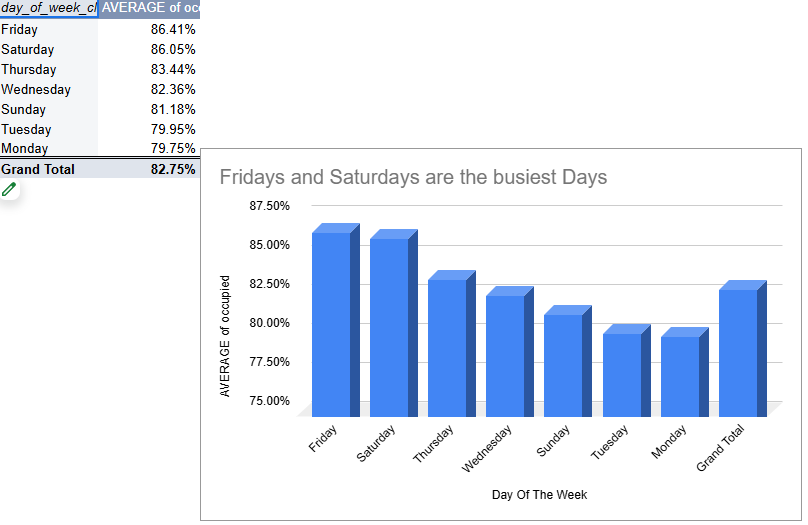 day_of_week_cl AVERAGE of occ
Friday 86.41%
Saturday 86.05%
Thursday 83.44%
Wednesday 82.36%
Sunday 81.18%
Tuesday 79.95%
Monday 79.75%
Grand Total 82.75%
Fridays and Saturdays are the busiest Days
87.50%
85.00%
82.50%
80.00%
77.50%
75.00%
AVERAGE of occupied
Friday
Saturday
Thursday
Wednesday
Sunday
Tuesday
Monday
Grand Total
Day Of The Week